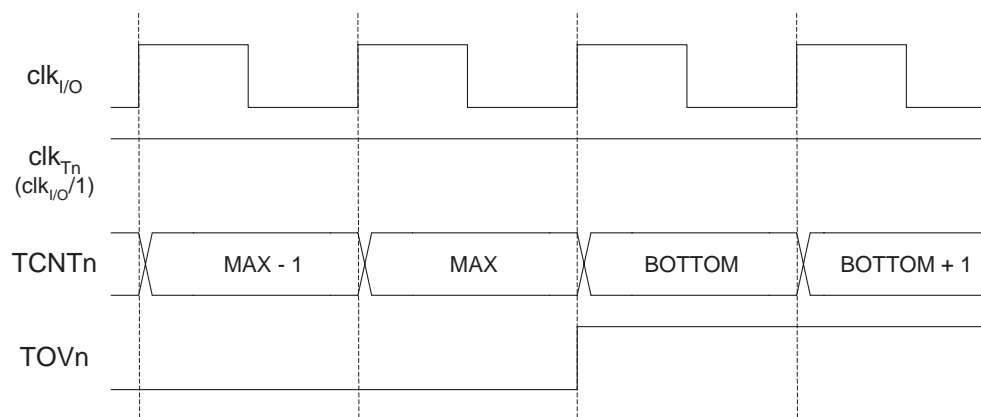 clkI/O
clkTn
(clkI/O/1)
TCNTn MAX - 1 MAX BOTTOM BOTTOM + 1
TOVn